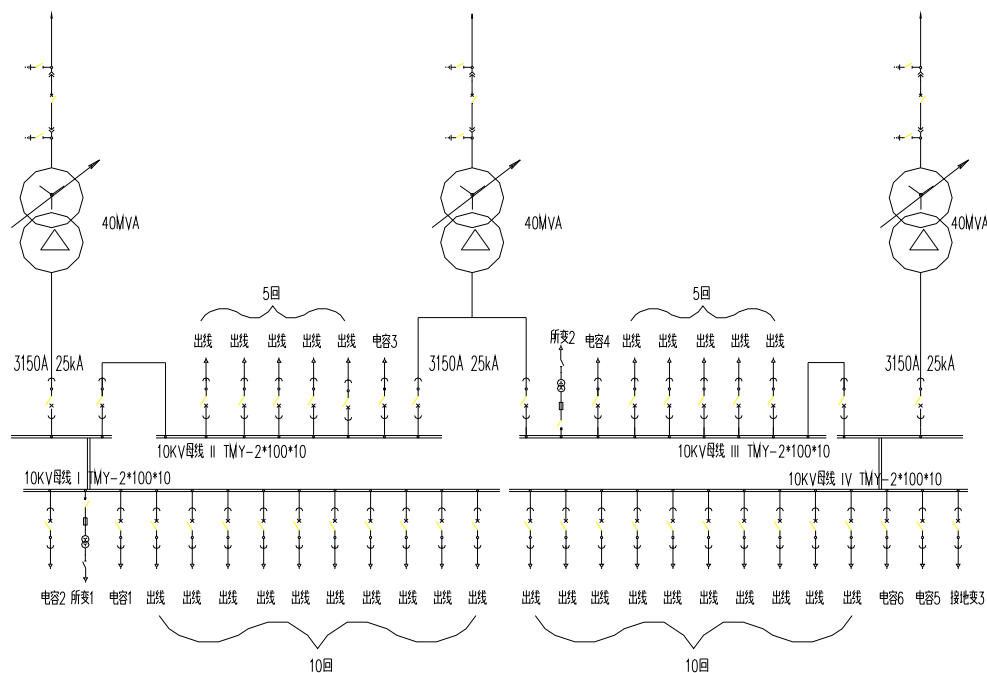 40MVA 40MVA 40MVA
5回 5回
出线 出线 出线 出线 出线 电容3 所变2 电容4 出线 出线 出线 出线 出线
3150A 25kA 3150A 25kA 3150A 25kA
10KV母线 II TMY-2*100*10 10KV母线 III TMY-2*100*10
10KV母线 I TMY-2*100*10 10KV母线 IV TMY-2*100*10
电容2 所变1 电容1 出线 出线 出线 出线 出线 出线 出线 出线 出线 出线 出线 出线 出线 出线 出线 出线 出线 出线 出线 出线 电容6 电容5 接地变3
10回 10回